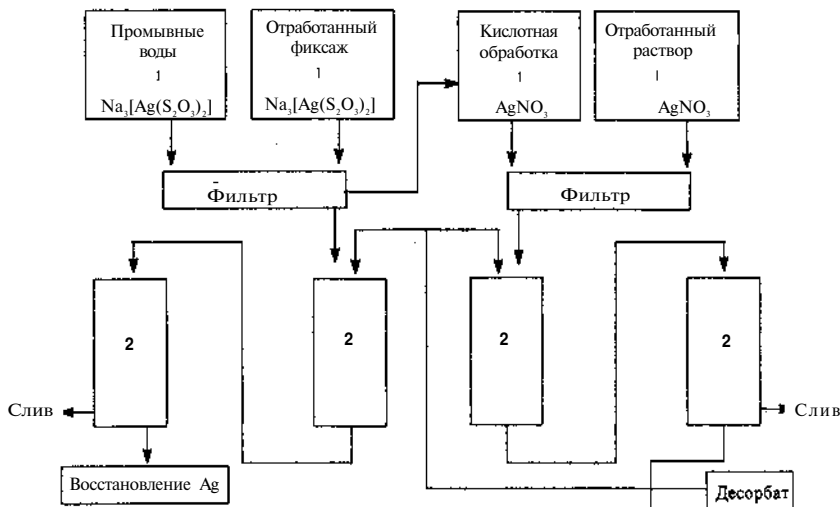 Промывные
воды
1
Na₃[Ag(S₂O₃)₂]
Отработанный
фиксаж
1
Na₃[Ag(S₂O₃)₂]
Кислотная
обработка
1
AgNO₃
Отработанный
раствор
1
AgNO₃
Фильтр
Фильтр
2
2
2
2
Слив
Слив
Восстановление Ag
Десорбат